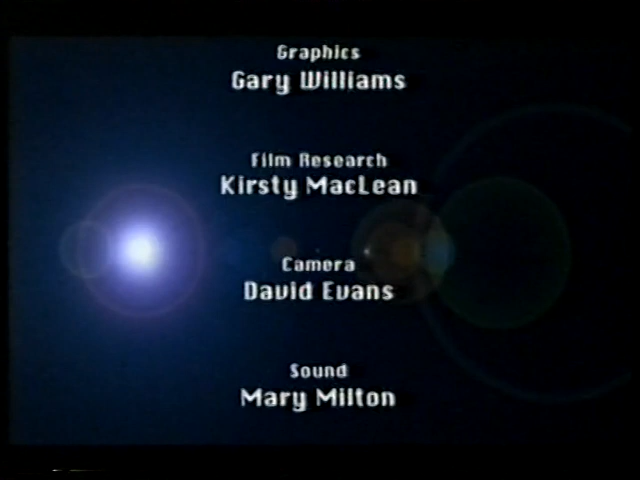 Graphics
Gary Williams
Film Research
Kirsty MacLean
Camera
David Evans
Sound
Mary Milton